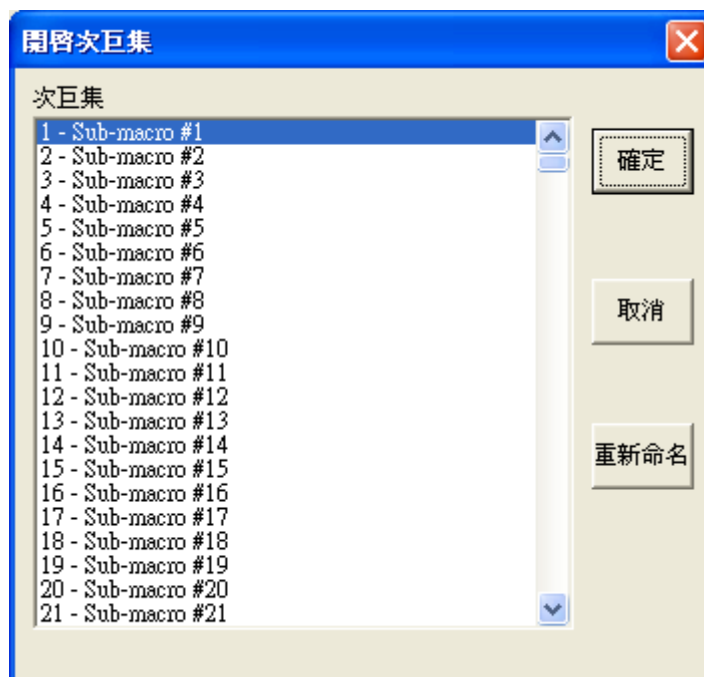 開啓次巨集
次巨集
1 - Sub-macro #1
2 - Sub-macro #2
3 - Sub-macro #3
4 - Sub-macro #4
5 - Sub-macro #5
6 - Sub-macro #6
7 - Sub-macro #7
8 - Sub-macro #8
9 - Sub-macro #9
10 - Sub-macro #10
11 - Sub-macro #11
12 - Sub-macro #12
13 - Sub-macro #13
14 - Sub-macro #14
15 - Sub-macro #15
16 - Sub-macro #16
17 - Sub-macro #17
18 - Sub-macro #18
19 - Sub-macro #19
20 - Sub-macro #20
21 - Sub-macro #21
確定
取消
重新命名